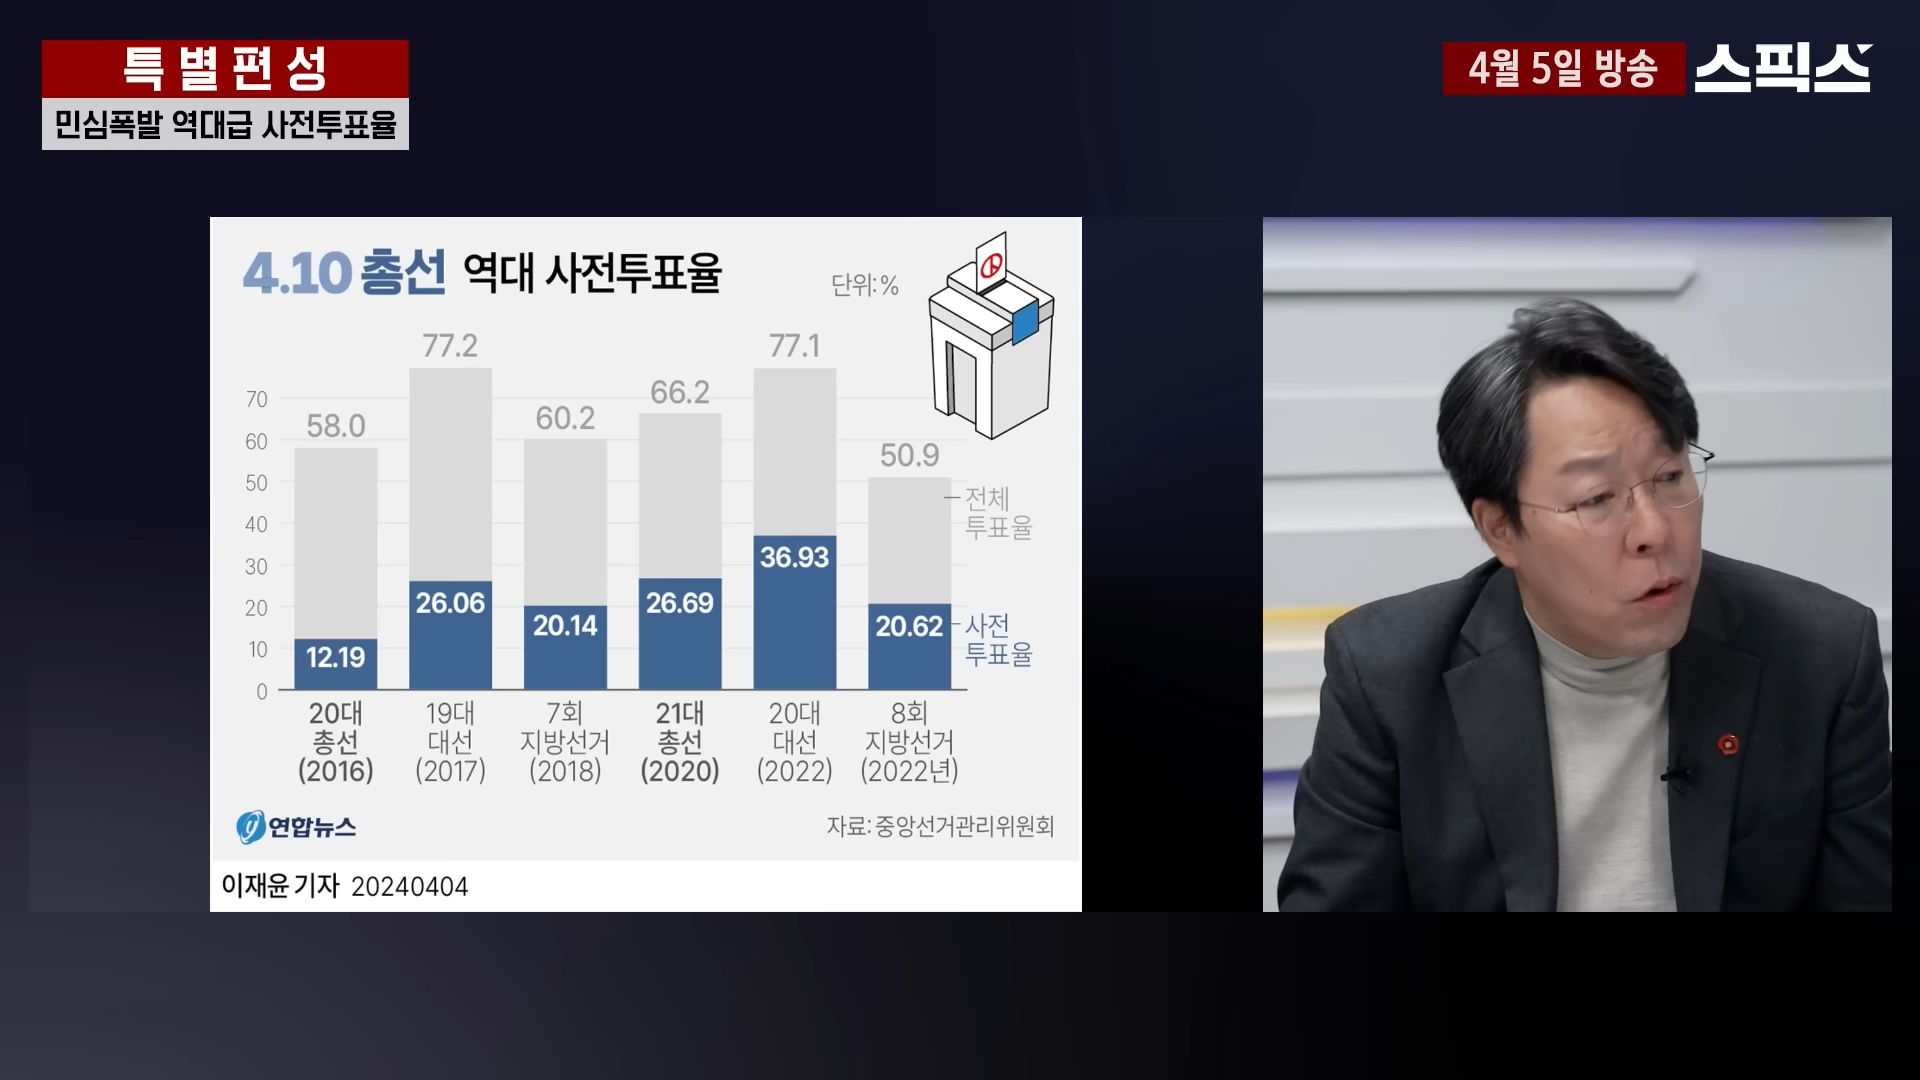 특별편성
민심폭발 역대급 사전투표율
4월 5일 방송
스픽스
4.10 총선 역대 사전투표율
단위:%
77.2
77.1
66.2
60.2
58.0
50.9
70
60
50
40
30
20
10
0
전체
투표율
36.93
26.06
26.69
20.14
20.62
12.19
사전
투표율
20대
총선
(2016)
19대
대선
(2017)
7회
지방선거
(2018)
21대
총선
(2020)
20대
대선
(2022)
8회
지방선거
(2022년)
연합뉴스
자료:중앙선거관리위원회
이재윤 기자 20240404